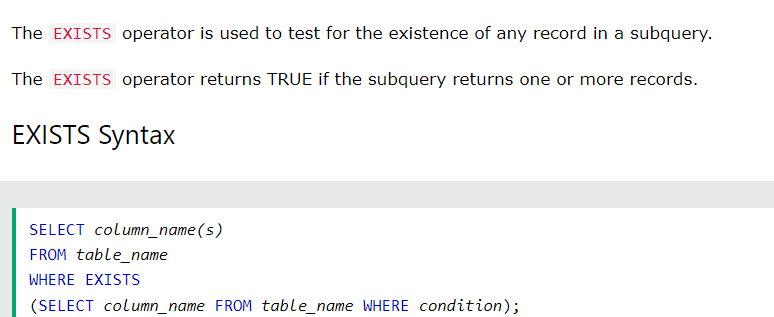 The EXISTS operator is used to test for the existence of any record in a subquery.
The EXISTS operator returns TRUE if the subquery returns one or more records.
EXISTS Syntax
SELECT column_name(s)
FROM table_name
WHERE EXISTS
(SELECT column_name FROM table_name WHERE condition);